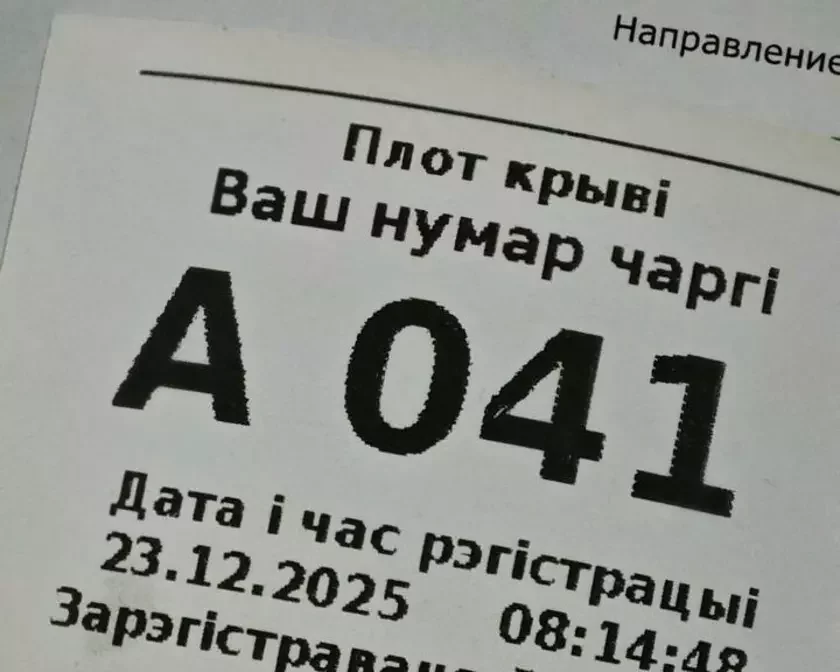 Направление
Плот крыві
Ваш нумар чаргі
А 041
Дата і час рэгістрацыі
23.12.2025 08:14:48